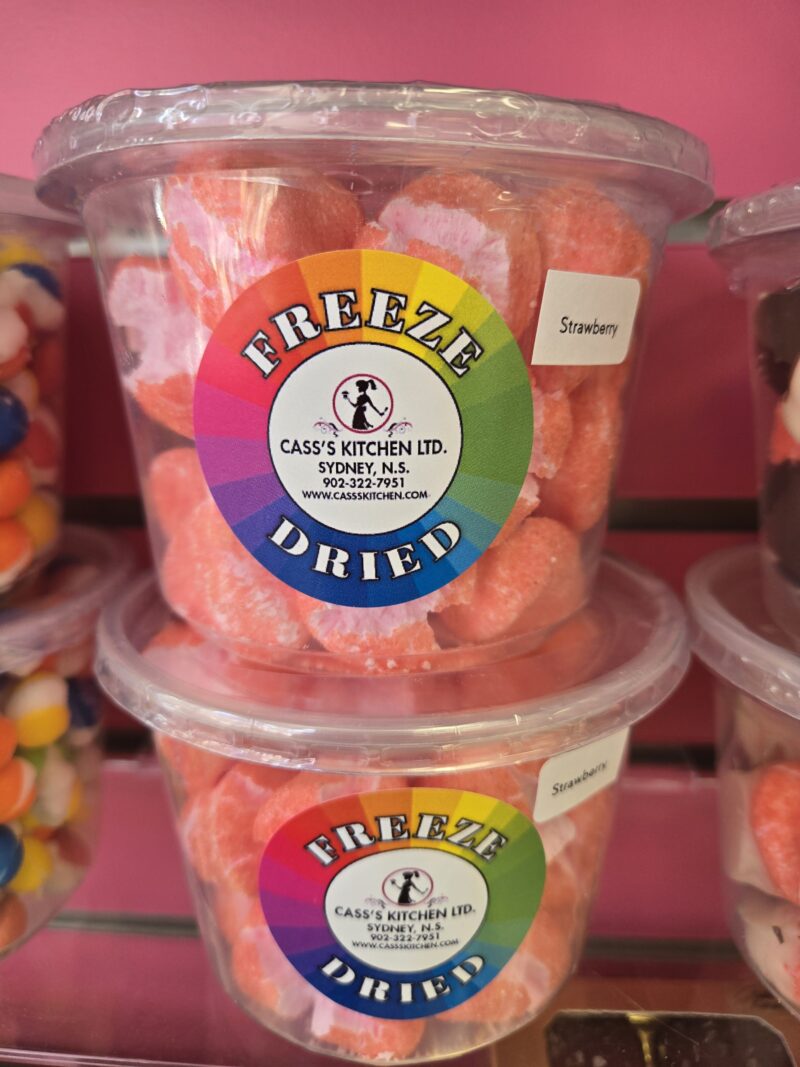 FREEZE
CASS'S KITCHEN LTD.
SYDNEY, N.S.
902-322-7951
WWW.CASSSKITCHEN.COM
DRIED
Strawberry
FREEZE
CASS'S KITCHEN LTD.
SYDNEY, N.S.
902-322-7951
WWW.CASSSKITCHEN.COM
DRIED
Strawberry